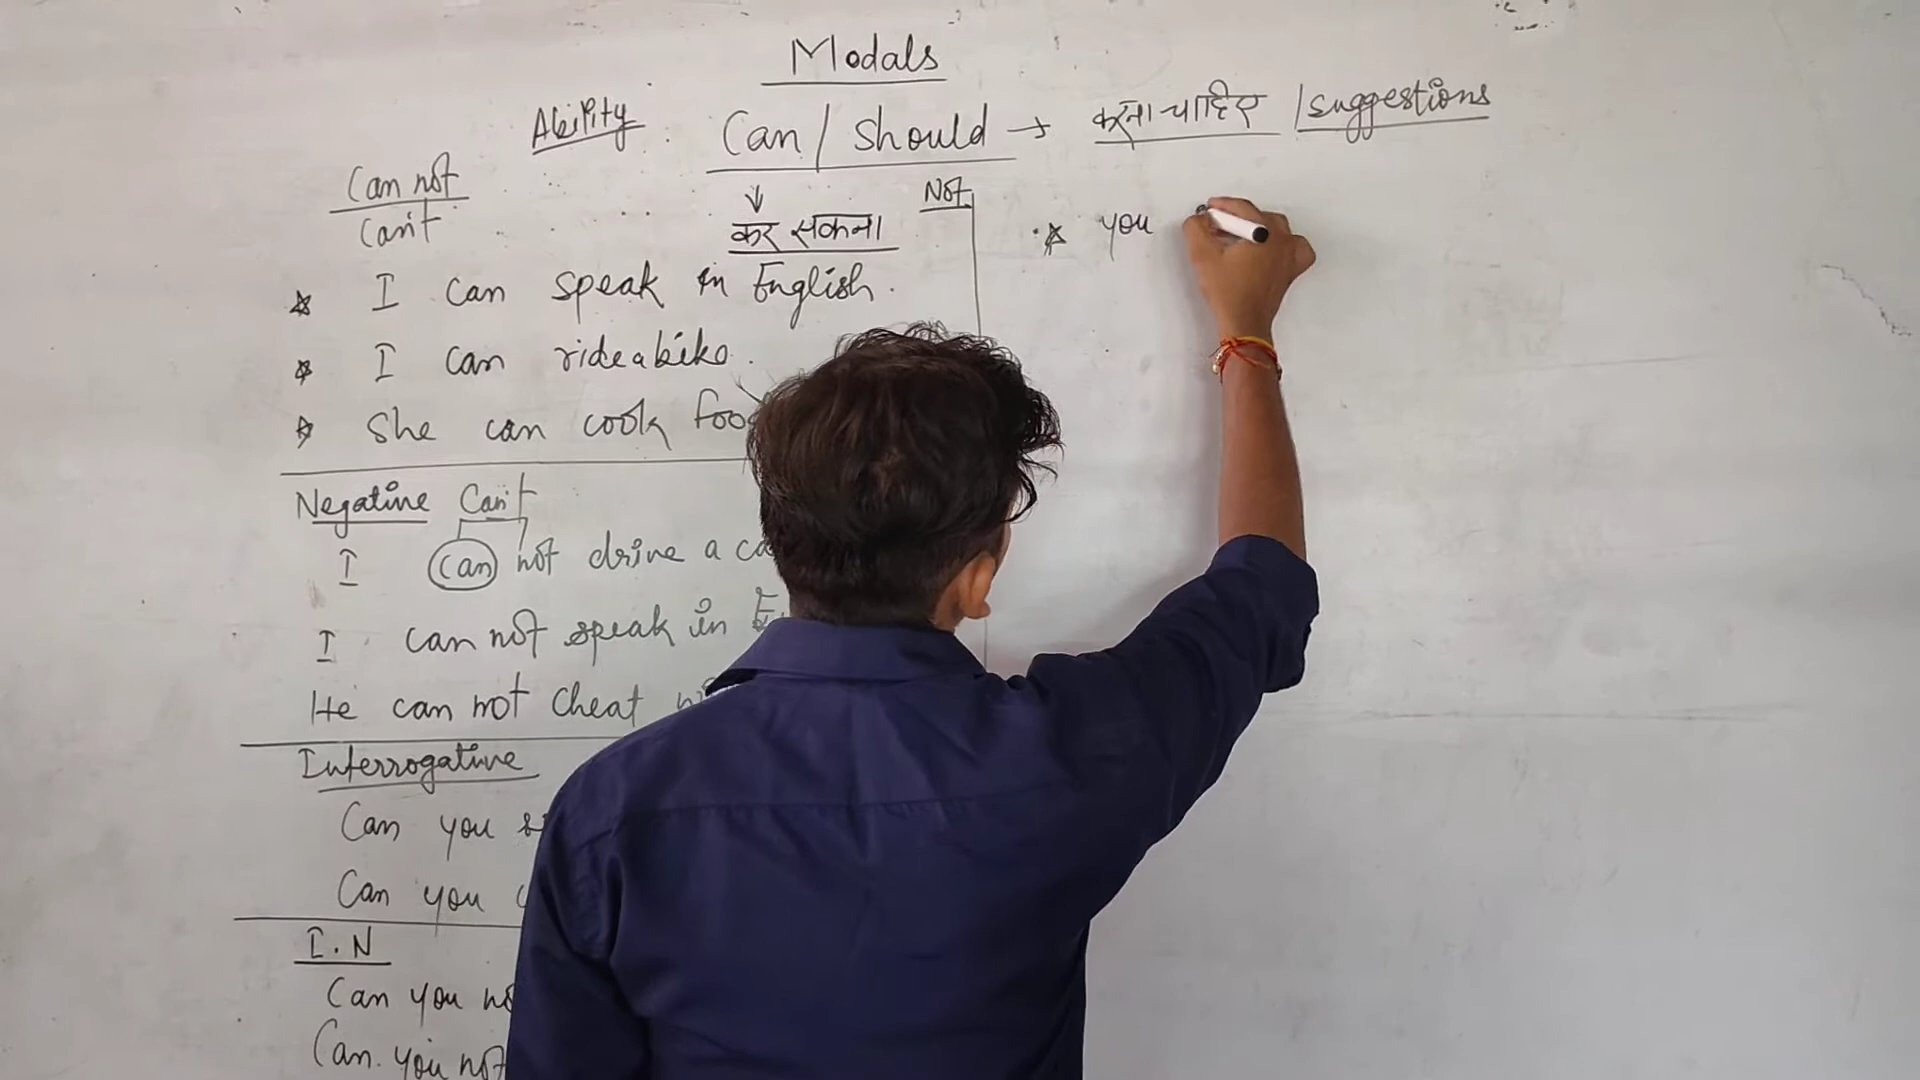 Modals
Ability Can / Should → करना चाहिए / suggestions
Can not
Can't
↓ Not
कर सकना
I can speak in English.
I can ride a bike.
She can cook
Negative Can't
I can not drive a
I can not speak in
He can not cheat
Interrogative
Can you
Can you
I.N
Can you
Can you not
you